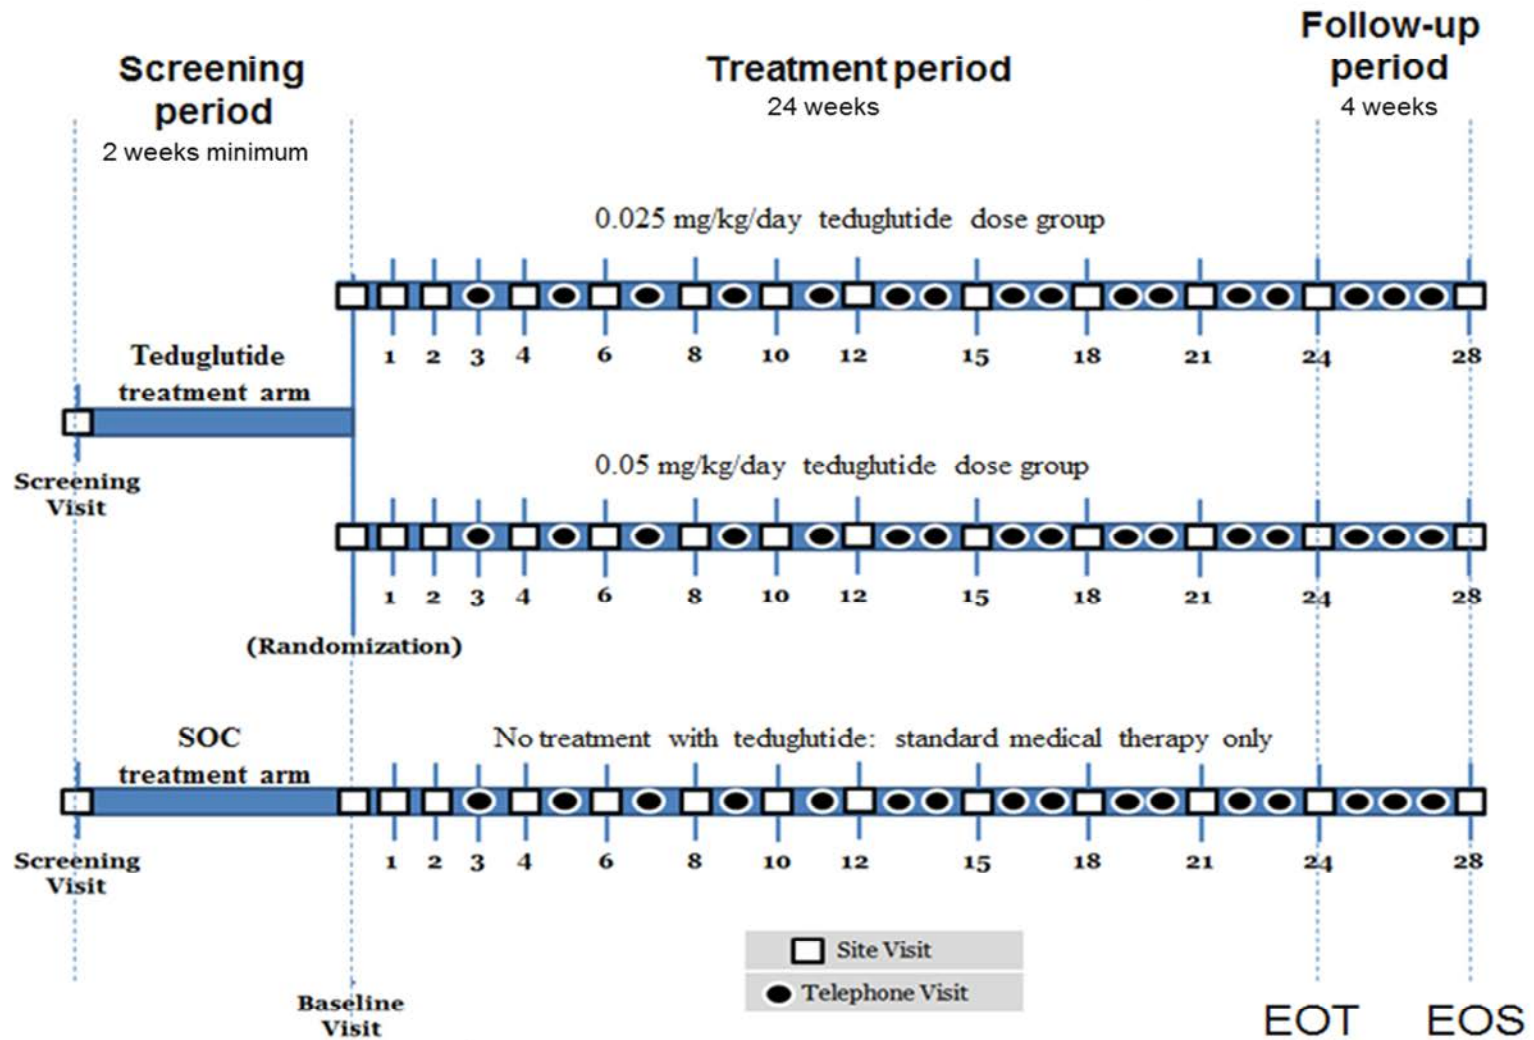 Screening
period
2 weeks minimum
Treatment period
24 weeks
Follow-up
period
4 weeks
0.025 mg/kg/day teduglutide dose group
1 2 3 4 6 8 10 12 15 18 21 24 28
Teduglutide
treatment arm
Screening
Visit
0.05 mg/kg/day teduglutide dose group
1 2 3 4 6 8 10 12 15 18 21 24 28
(Randomization)
SOC
treatment arm
No treatment with teduglutide: standard medical therapy only
Screening
Visit
1 2 3 4 6 8 10 12 15 18 21 24 28
Site Visit
Telephone Visit
Baseline
Visit
EOT
EOS